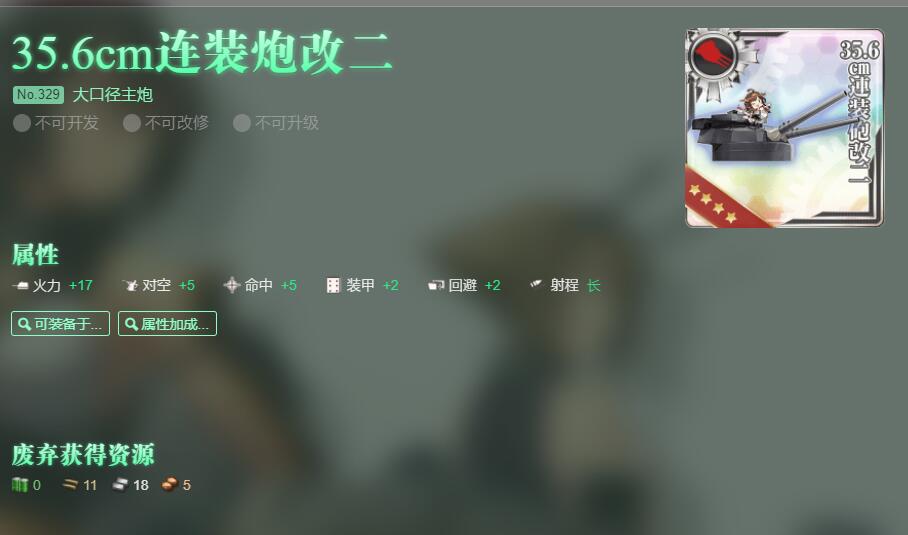 35.6cm连装炮改二
No.329 大口径主炮
不可开发 不可改修 不可升级
35.6cm連装砲改二
属性
火力 +17 对空 +5 命中 +5 装甲 +2 回避 +2 射程 长
可装备于... 属性加成...
废弃获得资源
0 11 18 5